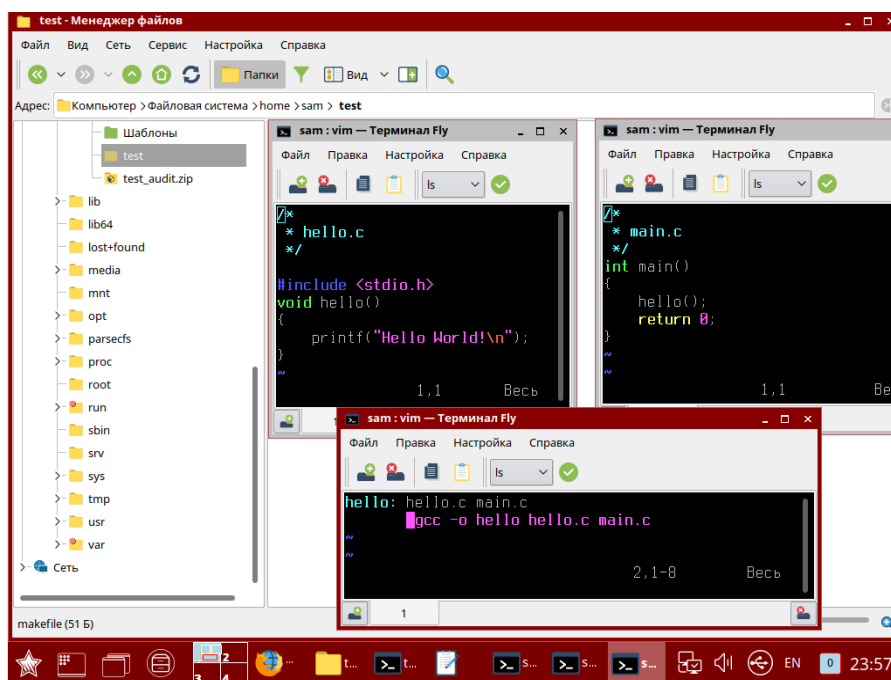 test - Менеджер файлов
Файл Вид Сеть Сервис Настройка Справка
Папки Вид
Адрес: Компьютер > Файловая система > home > sam > test
Шаблоны
test
test_audit.zip
lib
lib64
lost+found
media
mnt
opt
parsecfs
proc
root
run
sbin
srv
sys
tmp
usr
var
Сеть
makefile (51 Б)
sam : vim — Терминал Fly
Файл Правка Настройка Справка
ls
/*
* hello.c
*/
#include <stdio.h>
void hello()
{
printf("Hello World!\n");
}
~
1,1 Весь
1
sam : vim — Терминал Fly
Файл Правка Настройка Справка
ls
/*
* main.c
*/
int main()
{
hello();
return 0;
}
~
~
1,1 Ве
sam : vim — Терминал Fly
Файл Правка Настройка Справка
ls
hello: hello.c main.c
gcc -o hello hello.c main.c
~
~
2,1-8 Весь
1
2
3 4
... t... t... s... s... s... EN 0 23:57